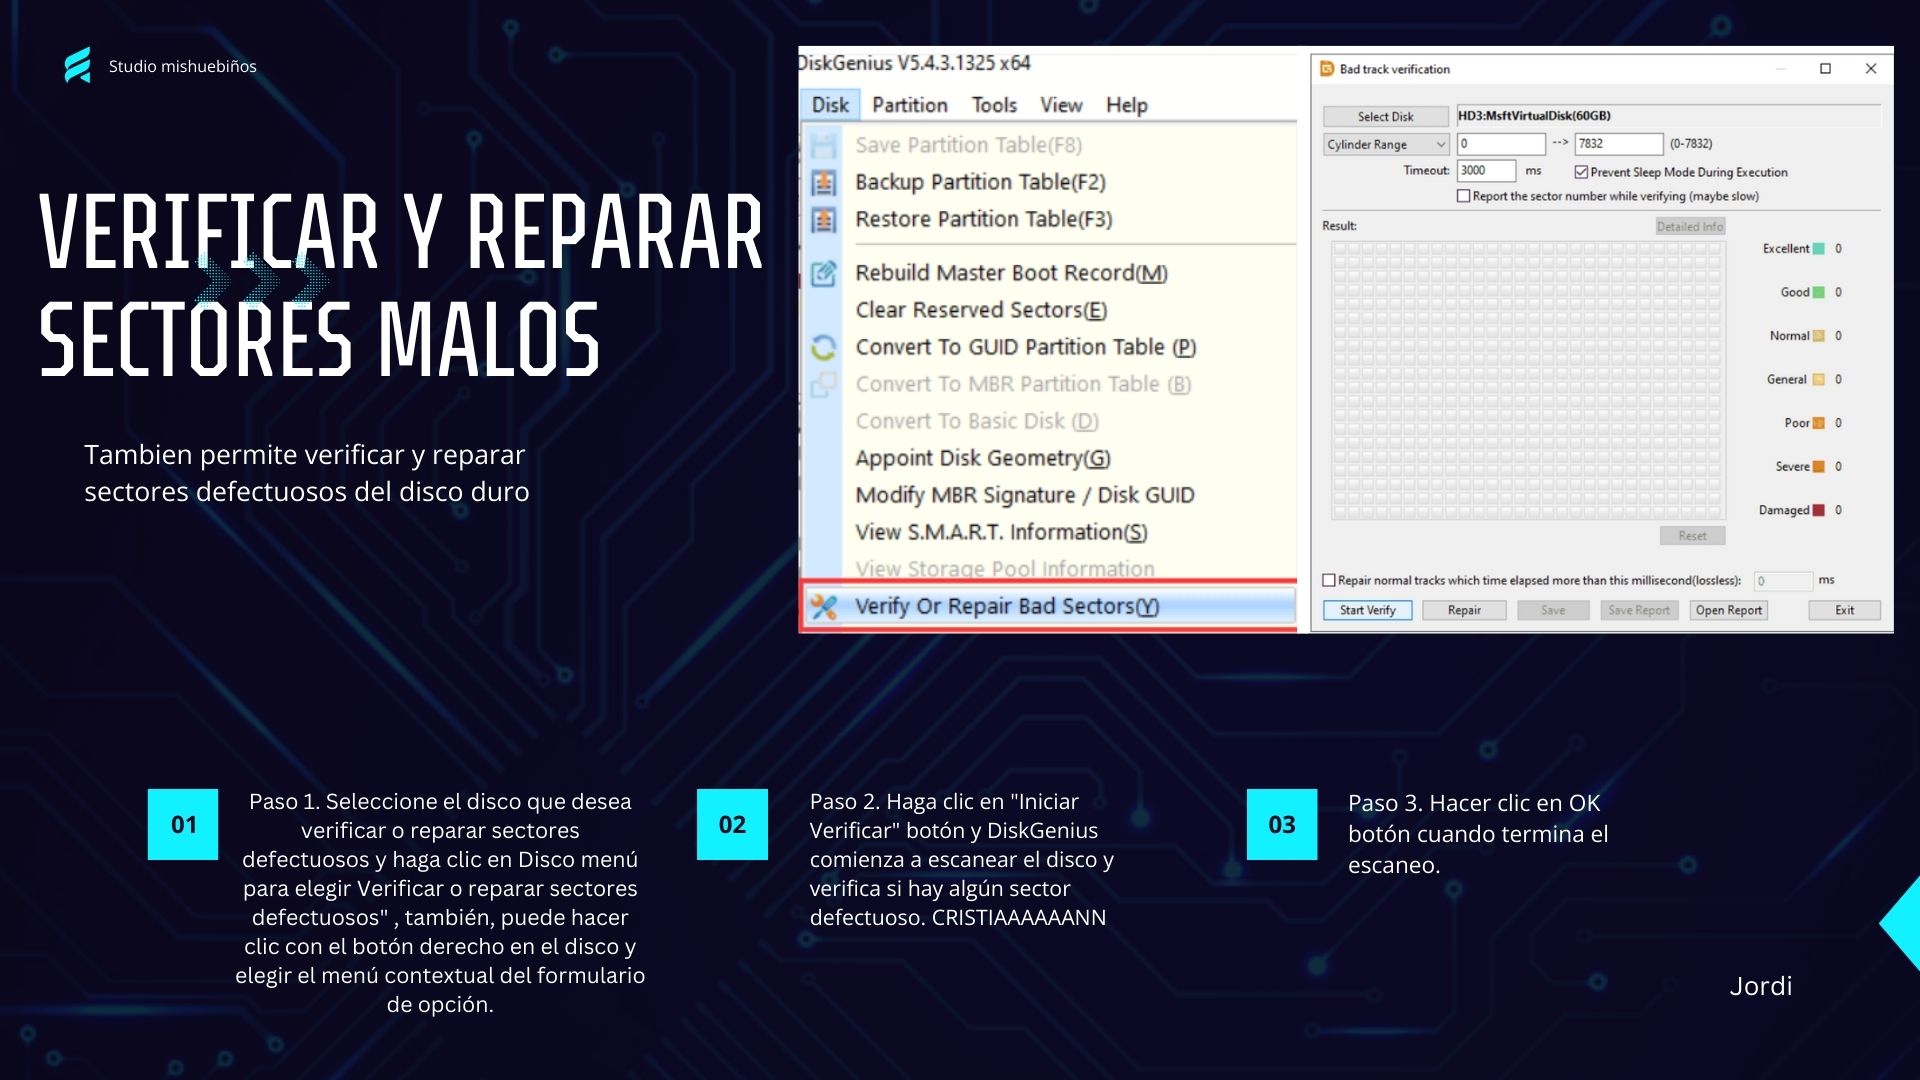 Studio mishuebiños
VERIFICAR Y REPARAR
SECTORES MALOS
Tambien permite verificar y reparar
sectores defectuosos del disco duro
DiskGenius V5.4.3.1325 x64
Disk Partition Tools View Help
Save Partition Table(F8)
Backup Partition Table(F2)
Restore Partition Table(F3)
Rebuild Master Boot Record(M)
Clear Reserved Sectors(E)
Convert To GUID Partition Table (P)
Convert To MBR Partition Table (B)
Convert To Basic Disk (D)
Appoint Disk Geometry(G)
Modify MBR Signature / Disk GUID
View S.M.A.R.T. Information(S)
View Storage Pool Information
Verify Or Repair Bad Sectors(Y)
Bad track verification
Select Disk HD3:MsftVirtualDisk(60GB)
Cylinder Range 0 --> 7832 (0-7832)
Timeout: 3000 ms Prevent Sleep Mode During Execution
Report the sector number while verifying (maybe slow)
Result: Detailed Info
Excellent 0
Good 0
Normal 0
General 0
Poor 0
Severe 0
Damaged 0
Reset
Repair normal tracks which time elapsed more than this millisecond(lossless): 0 ms
Start Verify Repair Save Save Report Open Report Exit
01
Paso 1. Seleccione el disco que desea
verificar o reparar sectores
defectuosos y haga clic en Disco menú
para elegir Verificar o reparar sectores
defectuosos" , también, puede hacer
clic con el botón derecho en el disco y
elegir el menú contextual del formulario
de opción.
02
Paso 2. Haga clic en "Iniciar
Verificar" botón y DiskGenius
comienza a escanear el disco y
verifica si hay algún sector
defectuoso. CRISTIAAAAAANN
03
Paso 3. Hacer clic en OK
botón cuando termina el
escaneo.
Jordi